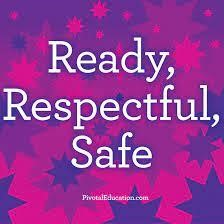 Ready,
Respectful,
Safe
PivotalEducation.com